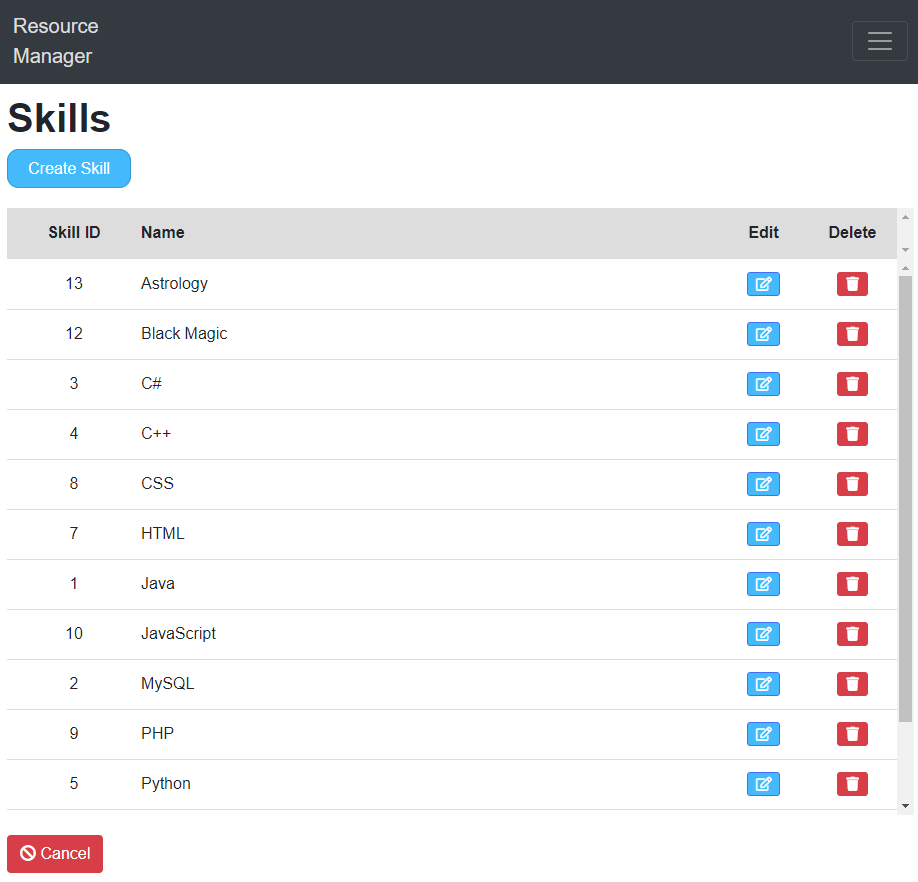 Resource
Manager
Skills
Create Skill
Skill ID Name Edit Delete
13 Astrology
12 Black Magic
3 C#
4 C++
8 CSS
7 HTML
1 Java
10 JavaScript
2 MySQL
9 PHP
5 Python
Cancel